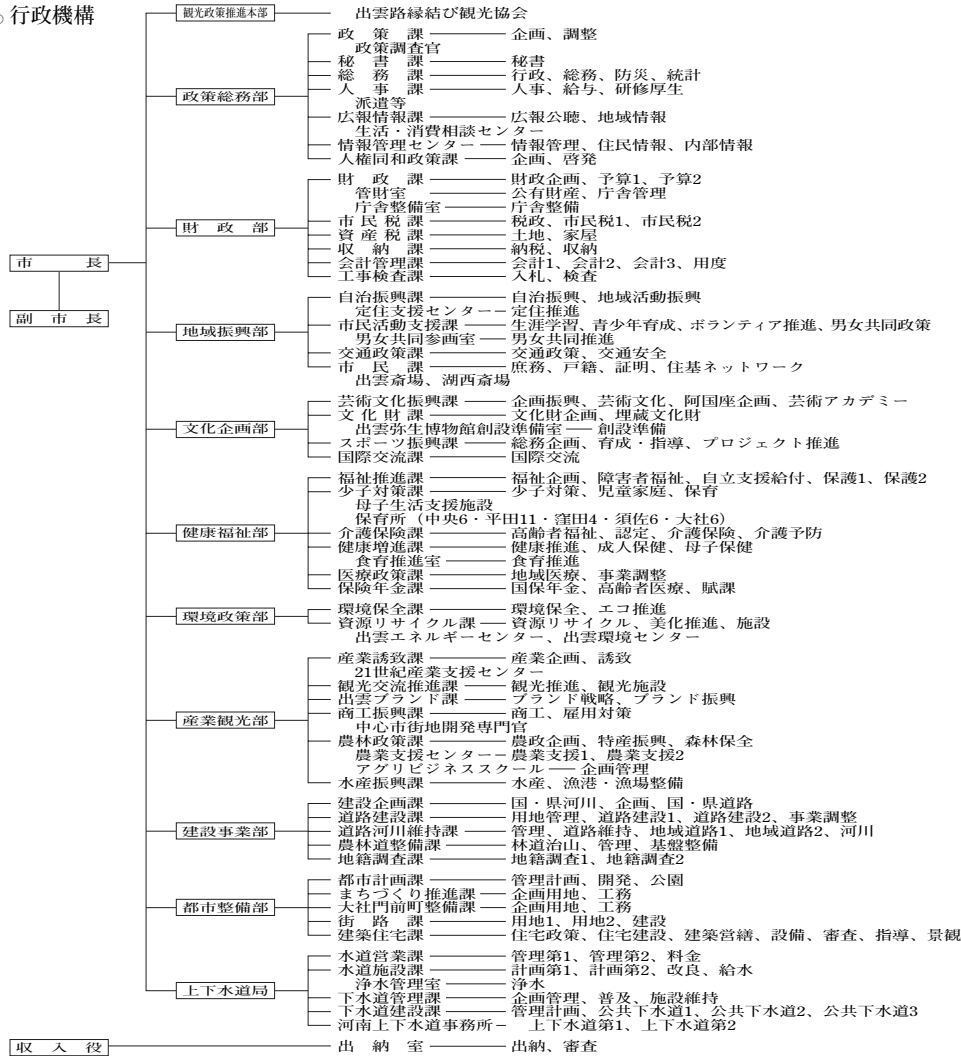 ○ 行政機構
観光政策推進本部 出雲路縁結び観光協会
政策総務部
政策課 企画、調整
政策調査官
秘書課 秘書
総務課 行政、総務、防災、統計
人事課 人事、給与、研修厚生
派遣等
広報情報課 広報公聴、地域情報
生活・消費相談センター
情報管理センター 情報管理、住民情報、内部情報
人権同和政策課 企画、啓発
財政部
財政課 財政企画、予算1、予算2
管財室 公有財産、庁舎管理
庁舎整備室 庁舎整備
市民税課 税政、市民税1、市民税2
資産税課 土地、家屋
収納課 納税、収納
会計管理課 会計1、会計2、会計3、用度
工事検査課 入札、検査
市長
副市長
地域振興部
自治振興課 自治振興、地域活動振興
定住支援センター 定住推進
市民活動支援課 生涯学習、青少年育成、ボランティア推進、男女共同政策
男女共同参画室 男女共同推進
交通政策課 交通政策、交通安全
市民課 庶務、戸籍、証明、住基ネットワーク
出雲斎場、湖西斎場
文化企画部
芸術文化振興課 企画振興、芸術文化、阿国座企画、芸術アカデミー
文化財課 文化財企画、埋蔵文化財
出雲弥生博物館創設準備室 創設準備
スポーツ振興課 総務企画、育成・指導、プロジェクト推進
国際交流課 国際交流
健康福祉部
福祉推進課 福祉企画、障害者福祉、自立支援給付、保護1、保護2
少子対策課 少子対策、児童家庭、保育
母子生活支援施設
保育所（中央6・平田11・窪田4・須佐6・大社6）
介護保険課 高齢者福祉、認定、介護保険、介護予防
健康増進課 健康推進、成人保健、母子保健
食育推進室 食育推進
医療政策課 地域医療、事業調整
保険年金課 国保年金、高齢者医療、賦課
環境政策部
環境保全課 環境保全、エコ推進
資源リサイクル課 資源リサイクル、美化推進、施設
出雲エネルギーセンター、出雲環境センター
産業観光部
産業誘致課 産業企画、誘致
21世紀産業支援センター
観光交流推進課 観光推進、観光施設
出雲ブランド課 ブランド戦略、ブランド振興
商工振興課 商工、雇用対策
中心市街地開発専門官
農林政策課 農政企画、特産振興、森林保全
農業支援センター 農業支援1、農業支援2
アグリビジネススクール 企画管理
水産振興課 水産、漁港・漁場整備
建設事業部
建設企画課 国・県河川、企画、国・県道路
道路建設課 用地管理、道路建設1、道路建設2、事業調整
道路河川維持課 管理、道路維持、地域道路1、地域道路2、河川
農林道整備課 林道治山、管理、基盤整備
地籍調査課 地籍調査1、地籍調査2
都市整備部
都市計画課 管理計画、開発、公園
まちづくり推進課 企画用地、工務
大社門前町整備課 企画用地、工務
街路課 用地1、用地2、建設
建築住宅課 住宅政策、住宅建設、建築営繕、設備、審査、指導、景観
上下水道局
水道営業課 管理第1、管理第2、料金
水道施設課 計画第1、計画第2、改良、給水
浄水管理室 浄水
下水道管理課 企画管理、普及、施設維持
下水道建設課 管理計画、公共下水道1、公共下水道2、公共下水道3
河南上下水道事務所 上下水道第1、上下水道第2
収入役 出納室 出納、審査